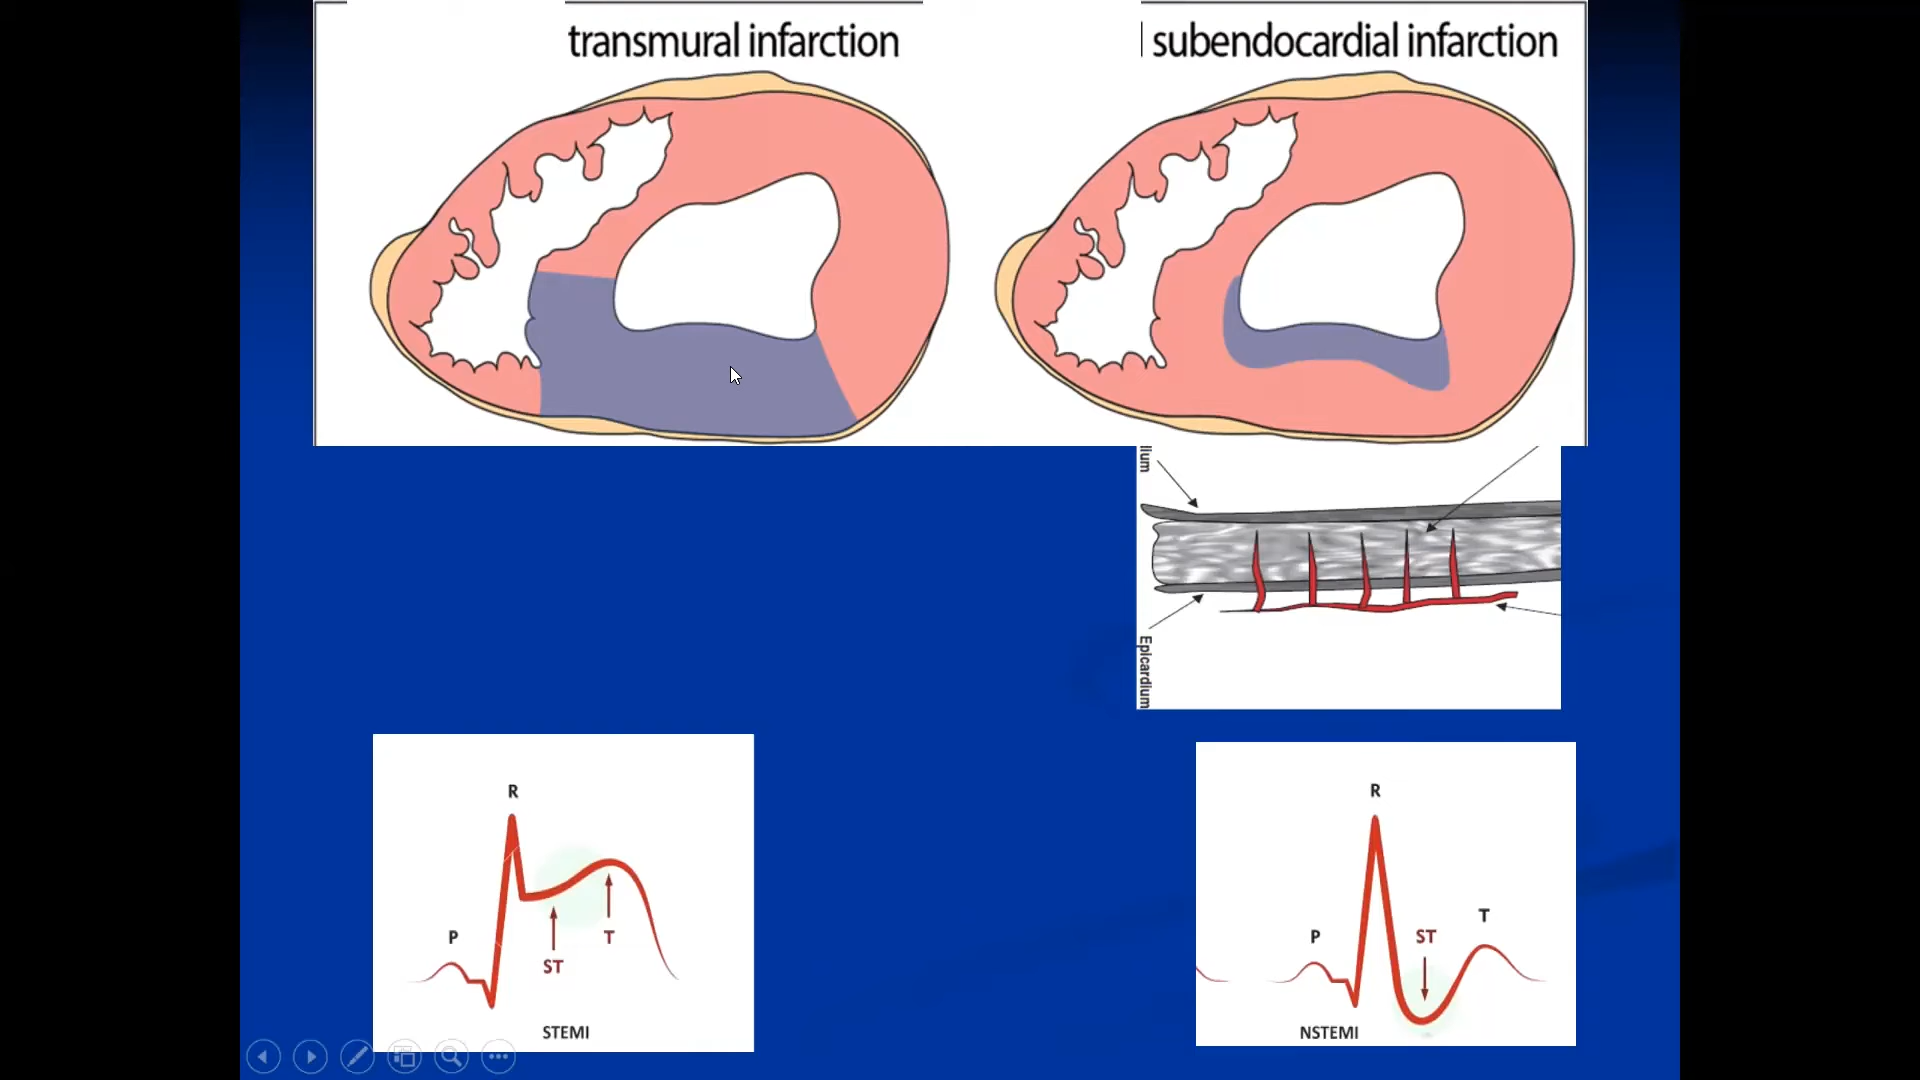 transmural infarction
subendocardial infarction
Epicardium
R
P
ST
T
STEMI
R
P
ST
T
NSTEMI